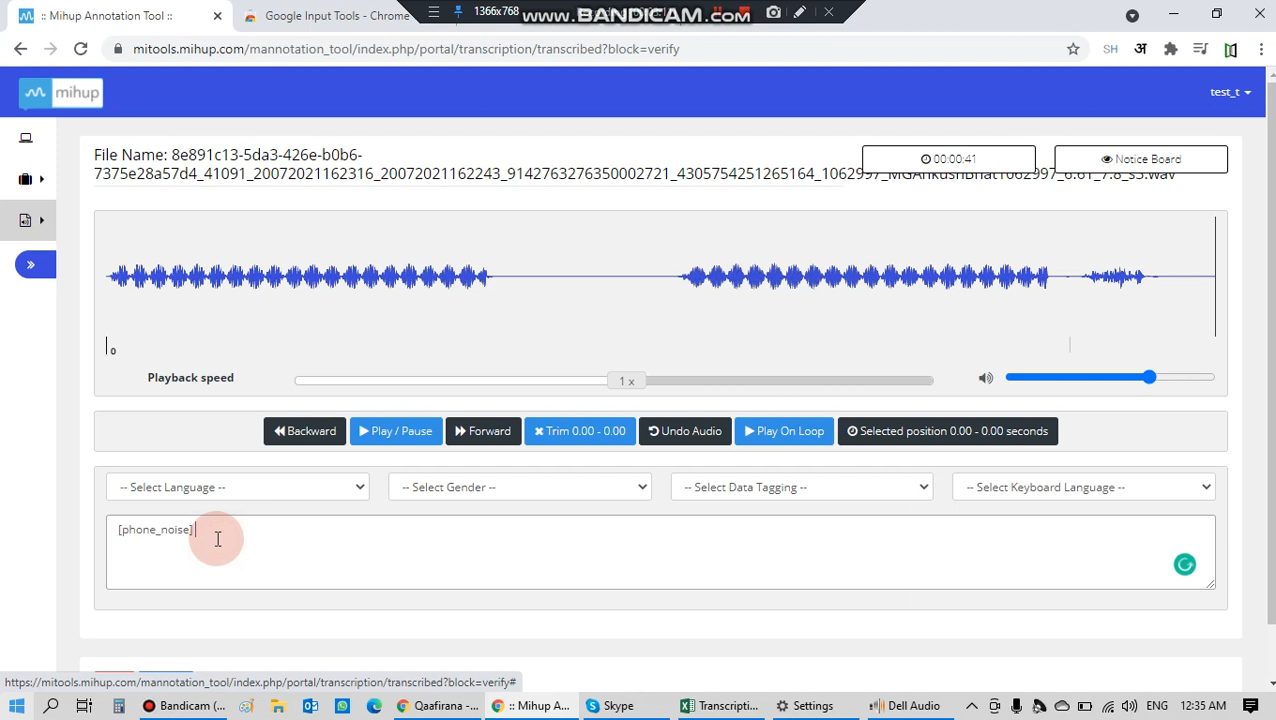 :: Mihup Annotation Tool ::
Google Input Tools - Chrome
1366x768
www.BANDICAM.com
mitools.mihup.com/mannotation_tool/index.php/portal/transcription/transcribed?block=verify
SH
अ
mihup
test_t
File Name: 8e891c13-5da3-426e-b0b6-
7375e28a57d4_41091_20072021162316_20072021162243_9142763276350002721_4305754251265164_1062997_MGAnkushBhat1062997_6.61_7.8_s3.wav
00:00:41
Notice Board
0
Playback speed
1 x
Backward
Play / Pause
Forward
Trim 0.00 - 0.00
Undo Audio
Play On Loop
Selected position 0.00 - 0.00 seconds
-- Select Language --
-- Select Gender --
-- Select Data Tagging --
-- Select Keyboard Language --
[phone_noise]
https://mitools.mihup.com/mannotation_tool/index.php/portal/transcription/transcribed?block=verify#
Bandicam (-...
Qaafirana -...
:: Mihup A...
Skype
Transcripti...
Settings
Dell Audio
ENG
12:35 AM